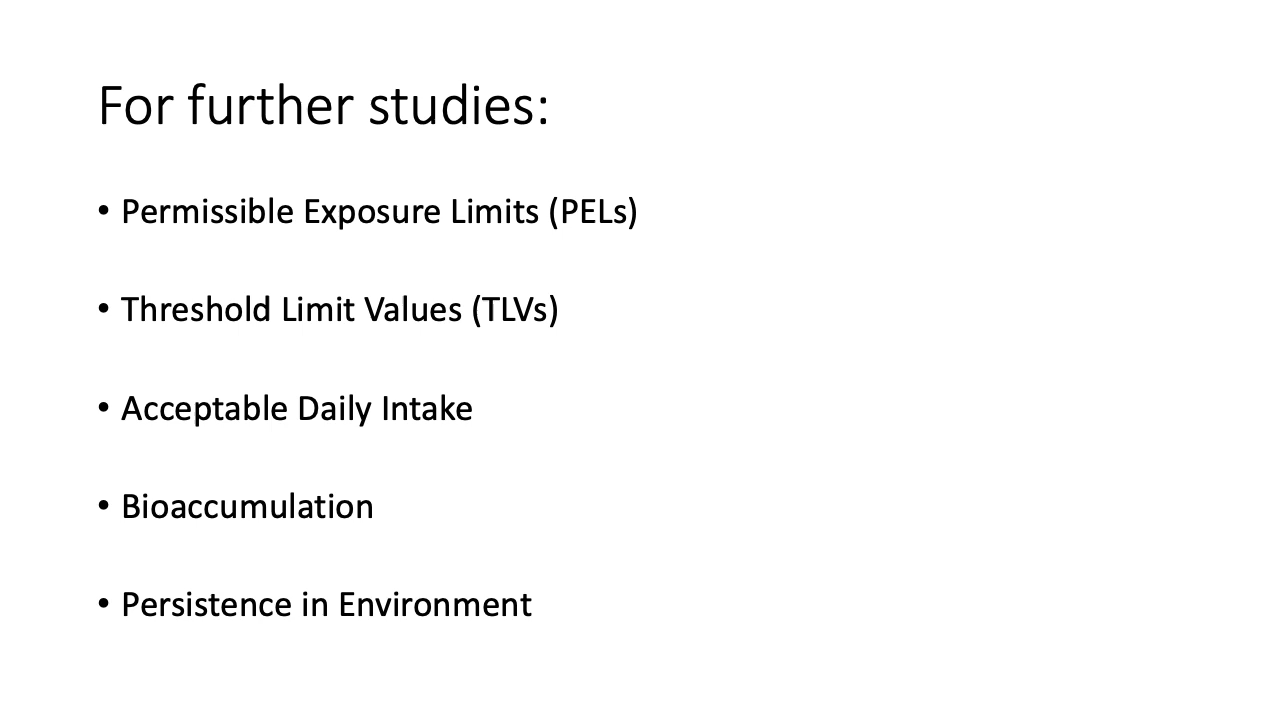 For further studies:
• Permissible Exposure Limits (PELs)
• Threshold Limit Values (TLVs)
• Acceptable Daily Intake
• Bioaccumulation
• Persistence in Environment